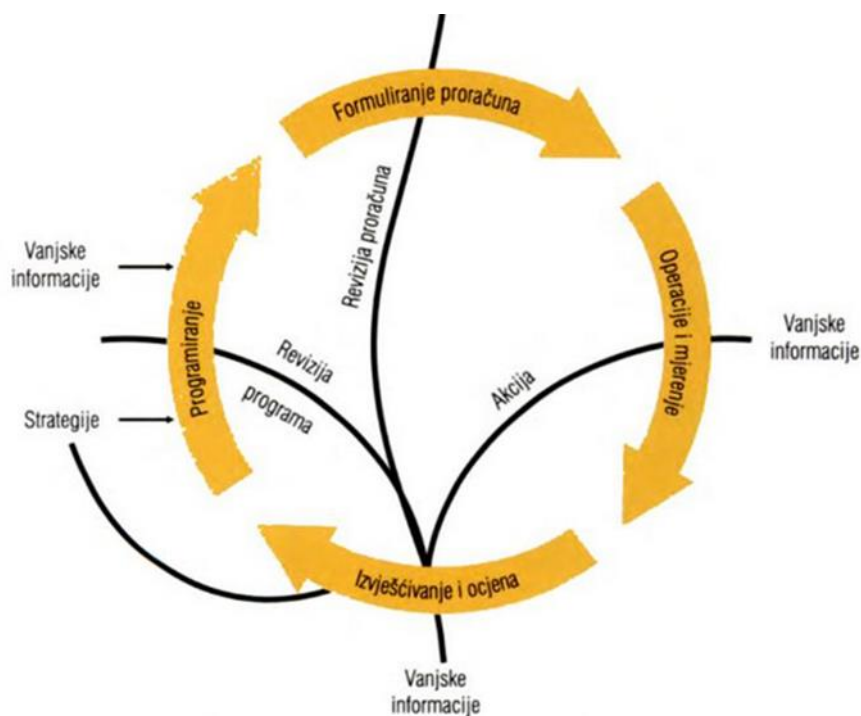 Formuliranje proračuna
Vanjske
informacije
Revizija proračuna
Operacije i mjerenje
Programiranje
Revizija
programa
Akcija
Vanjske
informacije
Strategije
Izvješćivanje i ocjena
Vanjske
informacije